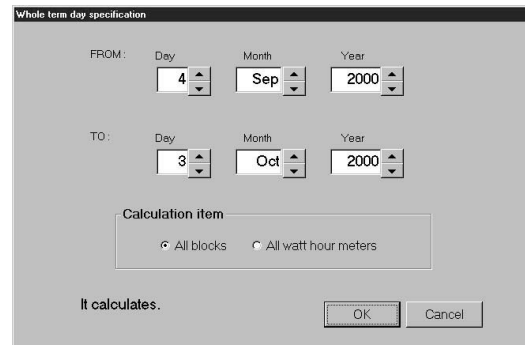 Whole term day specification
FROM: Day Month Year
4 Sep 2000
TO: Day Month Year
3 Oct 2000
Calculation item
All blocks All watt hour meters
It calculates. OK Cancel